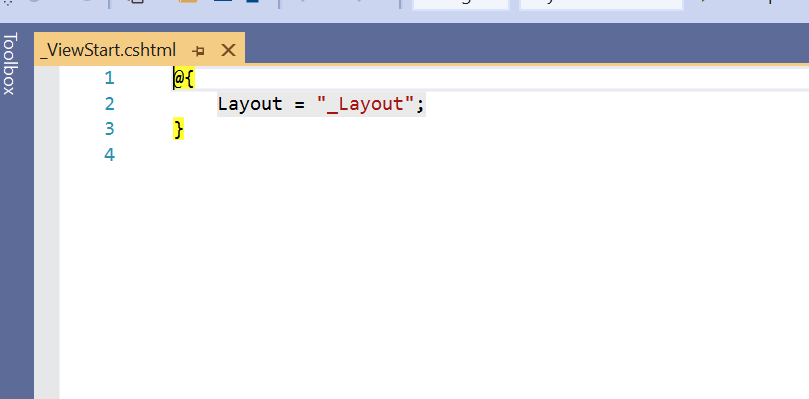 Toolbox
_ViewStart.cshtml
1 @{
2 Layout = "_Layout";
3 }
4